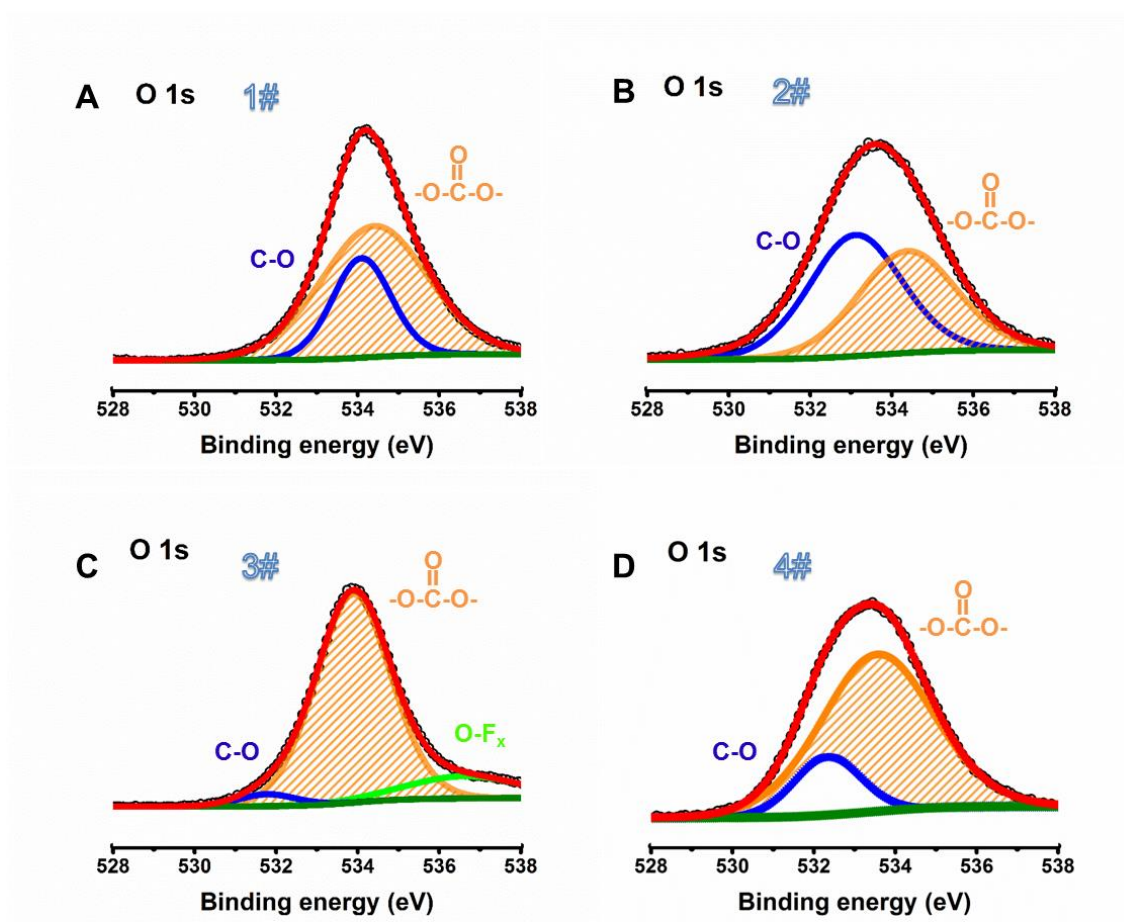 A O 1s 1#
O
-O-C-O-
C-O
528 530 532 534 536 538
Binding energy (eV)
B O 1s 2#
O
-O-C-O-
C-O
528 530 532 534 536 538
Binding energy (eV)
C O 1s 3#
O
-O-C-O-
O-Fx
C-O
528 530 532 534 536 538
Binding energy (eV)
D O 1s 4#
O
-O-C-O-
C-O
528 530 532 534 536 538
Binding energy (eV)